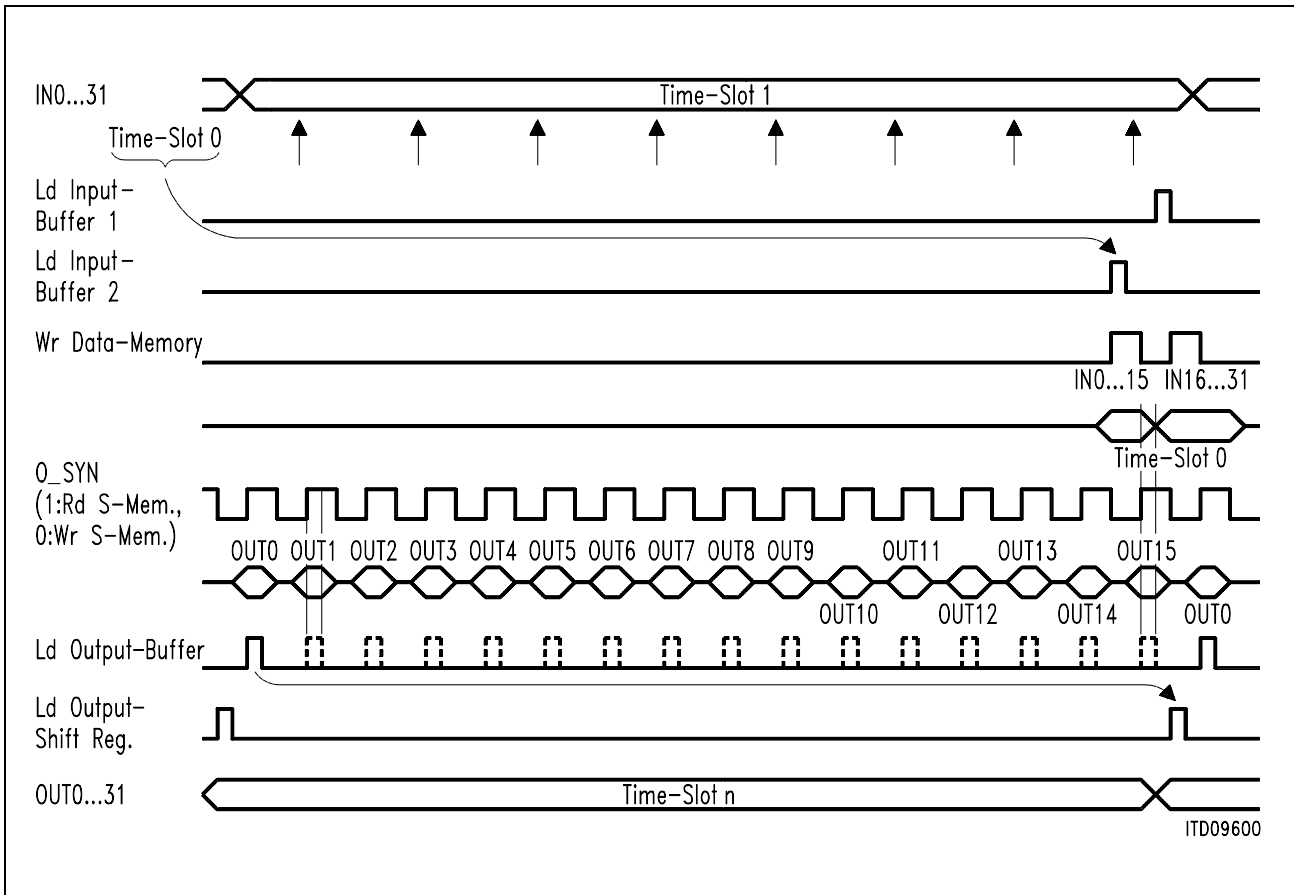 IN0...31
Time-Slot 1
Time-Slot 0
Ld Input-
Buffer 1
Ld Input-
Buffer 2
Wr Data-Memory
IN0...15 IN16...31
Time-Slot 0
O_SYN
(1:Rd S-Mem.,
0:Wr S-Mem.)
OUT0 OUT1 OUT2 OUT3 OUT4 OUT5 OUT6 OUT7 OUT8 OUT9 OUT11 OUT13 OUT15
OUT10 OUT12 OUT14 OUT0
Ld Output-Buffer
Ld Output-
Shift Reg.
OUT0...31
Time-Slot n
ITD09600